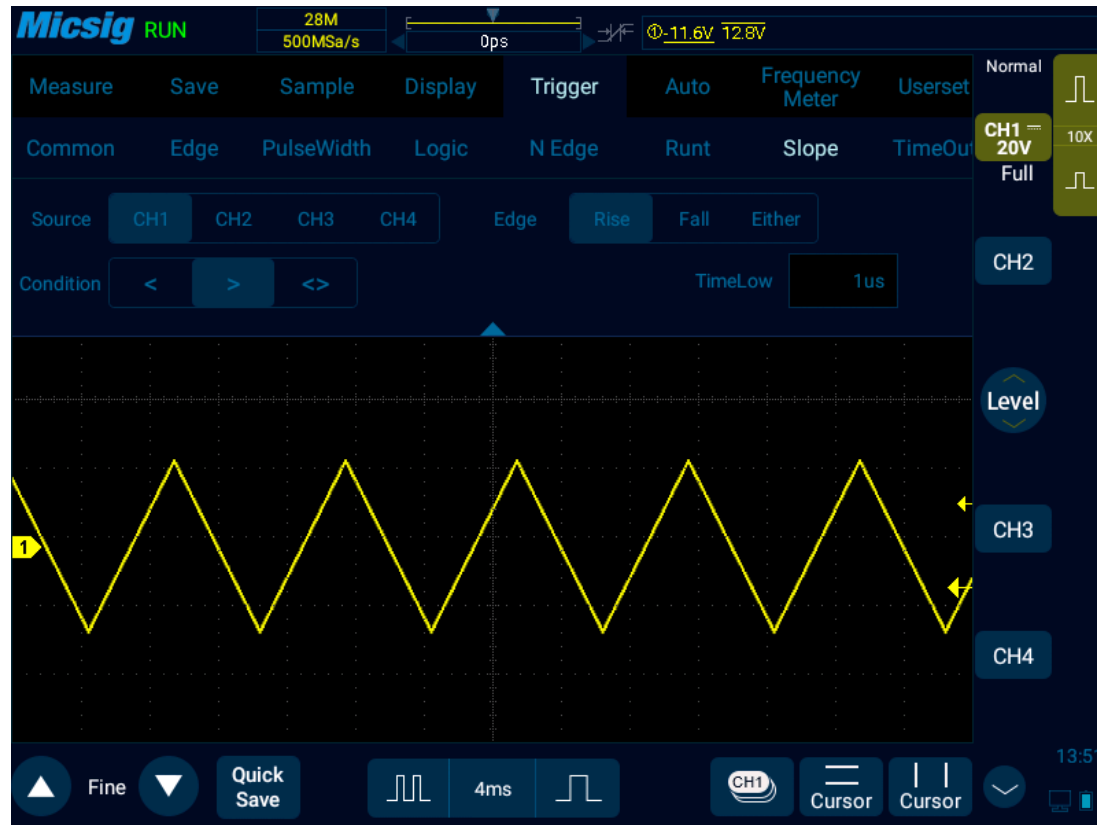 Micsig RUN
28M
500MSa/s
0ps
①-11.6V 12.8V
Measure Save Sample Display Trigger Auto Frequency Meter Userset
Normal
Common Edge PulseWidth Logic N Edge Runt Slope TimeOut
CH1
20V
Full
10X
Source CH1 CH2 CH3 CH4 Edge Rise Fall Either
Condition < > <> TimeLow 1us
CH2
Level
CH3
CH4
1
Fine
Quick
Save
4ms
CH1
Cursor
Cursor
13:51